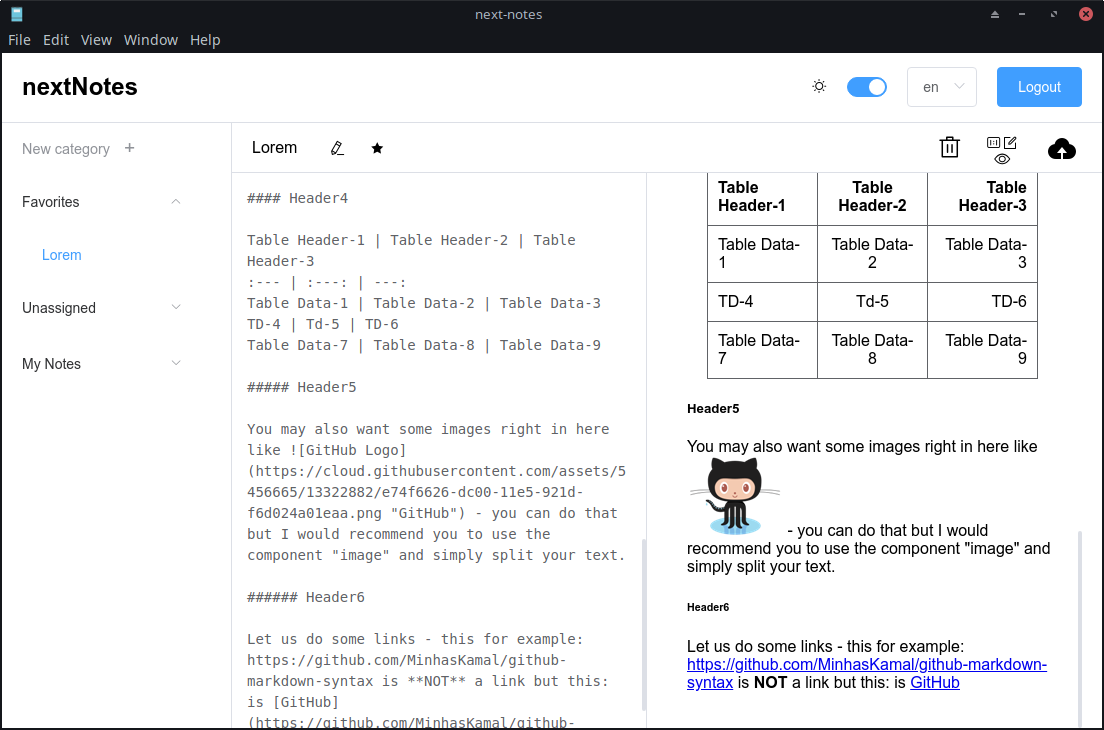 next-notes
File Edit View Window Help
nextNotes
en
Logout
New category +
Favorites
Lorem
Unassigned
My Notes
Lorem
#### Header4
Table Header-1 | Table Header-2 | Table
Header-3
:--- | :---: | ---:
Table Data-1 | Table Data-2 | Table Data-3
TD-4 | Td-5 | TD-6
Table Data-7 | Table Data-8 | Table Data-9
##### Header5
You may also want some images right in here
like ![GitHub Logo]
(https://cloud.githubusercontent.com/assets/5
456665/13322882/e74f6626-dc00-11e5-921d-
f6d024a01eaa.png "GitHub") - you can do that
but I would recommend you to use the
component "image" and simply split your text.
###### Header6
Let us do some links - this for example:
https://github.com/MinhasKamal/github-
markdown-syntax is **NOT** a link but this:
is [GitHub]
(https://github.com/MinhasKamal/github-
Table Header-1 Table Header-2 Table Header-3
Table Data-1 Table Data-2 Table Data-3
TD-4 Td-5 TD-6
Table Data-7 Table Data-8 Table Data-9
Header5
You may also want some images right in here like
- you can do that but I would
recommend you to use the component "image" and
simply split your text.
Header6
Let us do some links - this for example:
https://github.com/MinhasKamal/github-markdown-
syntax is NOT a link but this: is GitHub